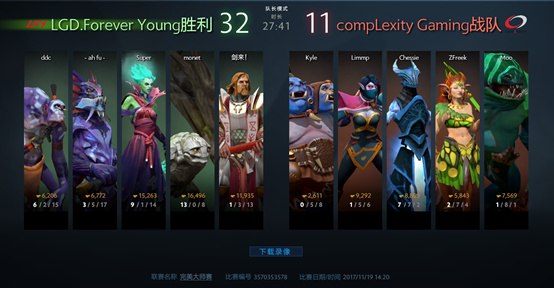 LGD.Forever Young胜利 32
队长模式
时长
27:41
11 compLexity Gaming战队
ddc
- ah fu -
Super
monet
剑来!
Kyle
Limmp
Chessie
ZFreek
Moo
6,206
6,772
15,263
16,496
11,935
2,611
9,292
5,843
7,569
6 / 2 / 15
3 / 5 / 17
9 / 1 / 14
13 / 0 / 8
1 / 3 / 13
0 / 5 / 8
1 / 5 / 6
7 / 7 / 2
2 / 7 / 4
1 / 8 / 1
下载录像
联赛名称 完美大师赛 比赛编号 3570353578 比赛日期/时间 2017/11/19 14:20